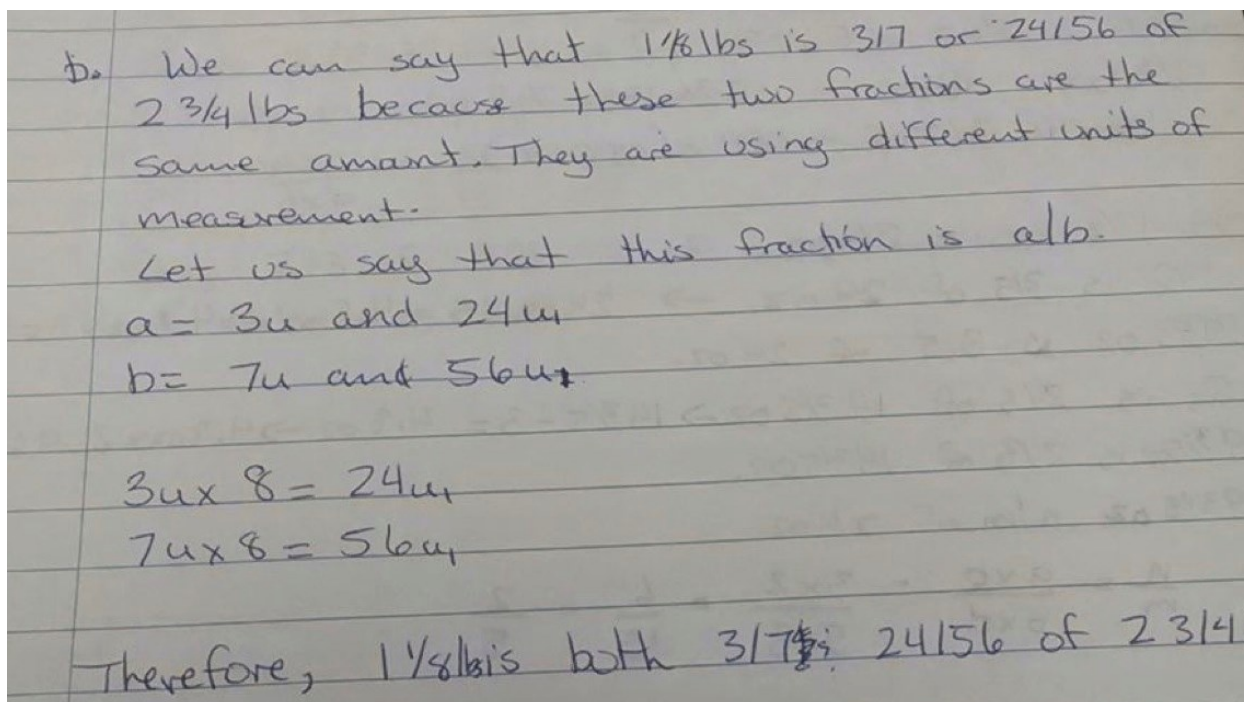 b. We can say that 1 1/8 lbs is 3/7 or 24/56 of
2 3/4 lbs because these two fractions are the
same amant. They are using different units of
measurement.
Let us say that this fraction is a/b.
a= 3u and 24u₁
b= 7u and 56u₁
3u x 8 = 24u₁
7u x 8 = 56u₁
Therefore, 1 1/8 lbis both 3/7 24/56 of 2 3/4